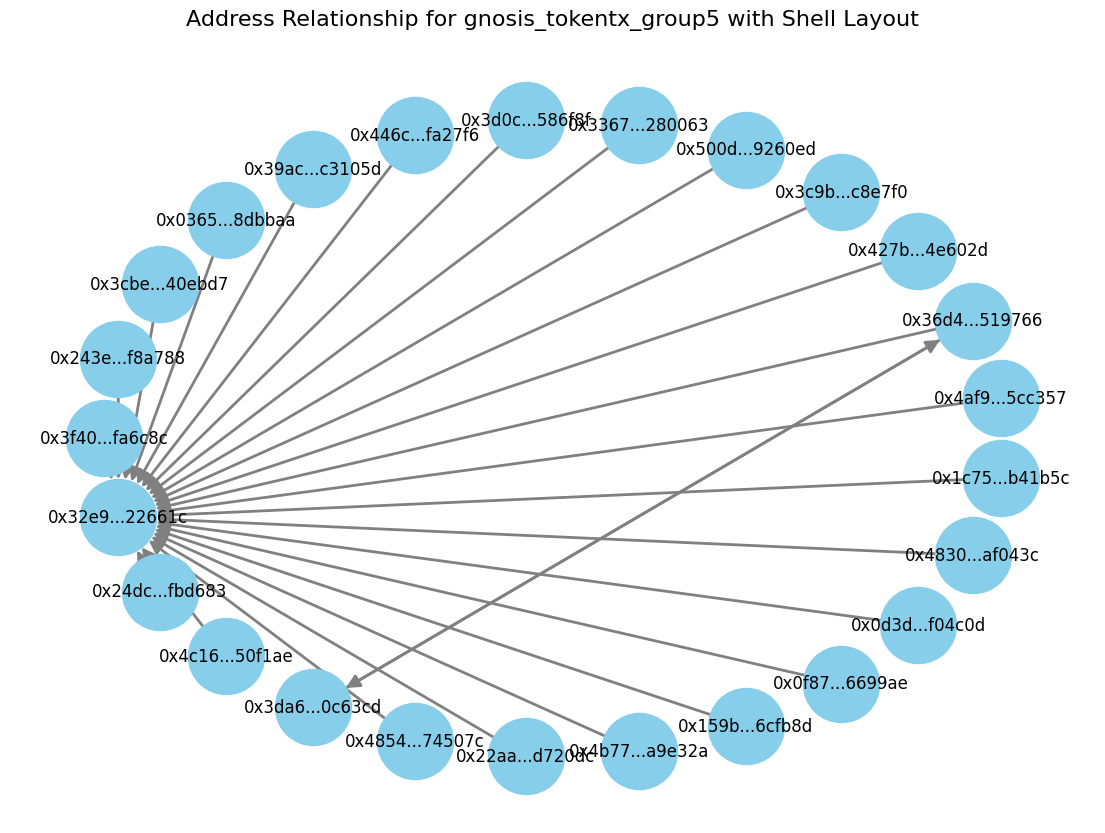 Address Relationship for gnosis_tokentx_group5 with Shell Layout
0x3d0c...586f8f
0x3367...280063
0x446c...fa27f6
0x500d...9260ed
0x39ac...c3105d
0x3c9b...c8e7f0
0x0365...8dbbaa
0x427b...4e602d
0x3cbe...40ebd7
0x36d4...519766
0x243e...f8a788
0x4af9...5cc357
0x3f40...fa6c8c
0x1c75...b41b5c
0x32e9...22661c
0x4830...af043c
0x24dc...fbd683
0x0d3d...f04c0d
0x4c16...50f1ae
0x0f87...6699ae
0x3da6...0c63cd
0x159b...6cfb8d
0x4854...74507c
0x22aa...d720dc
0x4b77...a9e32a